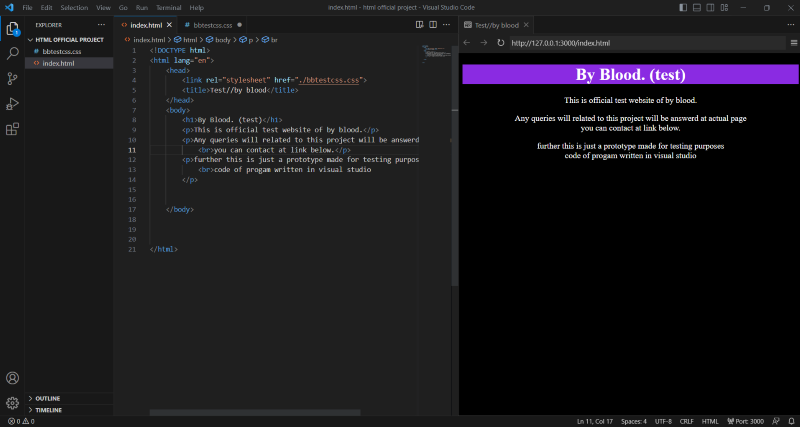 File Edit Selection View Go Run Terminal Help
index.html - html official project - Visual Studio Code
EXPLORER
HTML OFFICIAL PROJECT
# bbtestcss.css
<> index.html
OUTLINE
TIMELINE
<> index.html
# bbtestcss.css
<> index.html > html > body > p > br
1 <!DOCTYPE html>
2 <html lang="en">
3 <head>
4 <link rel="stylesheet" href="./bbtestcss.css">
5 <title>Test//by blood</title>
6 </head>
7 <body>
8 <h1>By Blood. (test)</h1>
9 <p>This is official test website of by blood.</p>
10 <p>Any queries will related to this project will be answerd
11 <br>you can contact at link below.</p>
12 <p>further this is just a prototype made for testing purpos
13 <br>code of progam written in visual studio
14 </p>
15
16
17 </body>
18
19
20
21 </html>
Test//by blood
http://127.0.0.1:3000/index.html
By Blood. (test)
This is official test website of by blood.
Any queries will related to this project will be answerd at actual page
you can contact at link below.
further this is just a prototype made for testing purposes
code of progam written in visual studio
1
0 0
Ln 11, Col 17 Spaces: 4 UTF-8 CRLF HTML Port: 3000